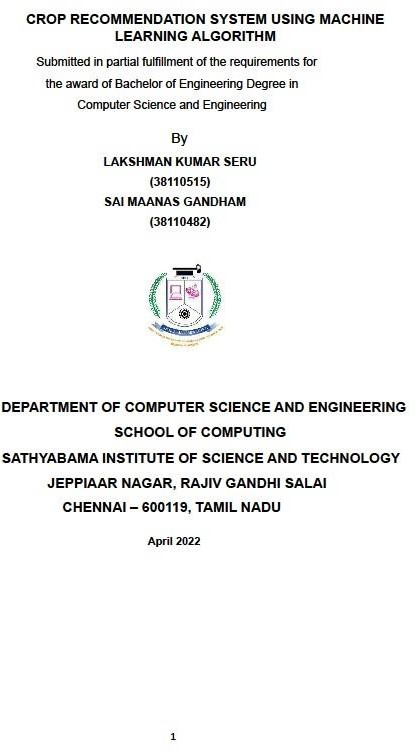 CROP RECOMMENDATION SYSTEM USING MACHINE
LEARNING ALGORITHM
Submitted in partial fulfillment of the requirements for
the award of Bachelor of Engineering Degree in
Computer Science and Engineering
By
LAKSHMAN KUMAR SERU
(38110515)
SAI MAANAS GANDHAM
(38110482)
DEPARTMENT OF COMPUTER SCIENCE AND ENGINEERING
SCHOOL OF COMPUTING
SATHYABAMA INSTITUTE OF SCIENCE AND TECHNOLOGY
JEPPIAAR NAGAR, RAJIV GANDHI SALAI
CHENNAI – 600119, TAMIL NADU
April 2022
1